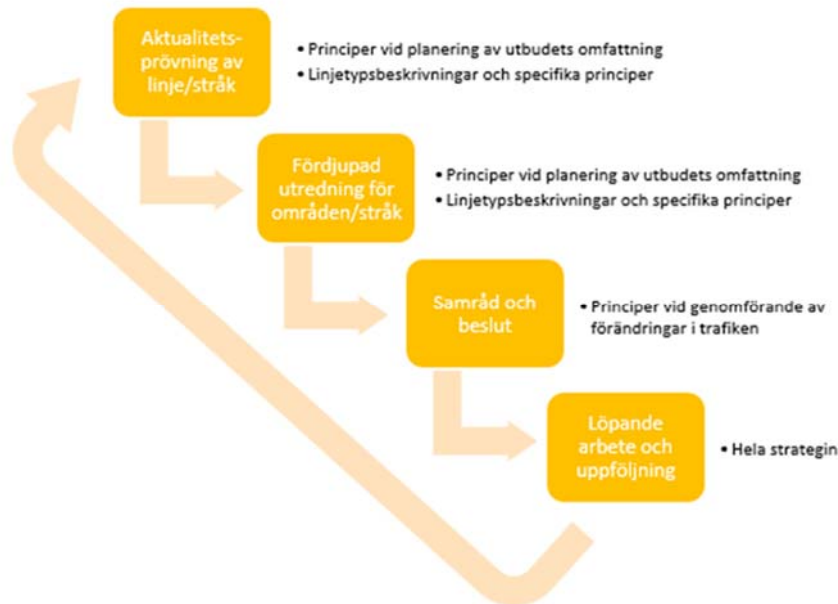 Aktualitets-
prövning av
linje/stråk
• Principer vid planering av utbudets omfattning
• Linjetypsbeskrivningar och specifika principer
Fördjupad
utredning för
områden/stråk
• Principer vid planering av utbudets omfattning
• Linjetypsbeskrivningar och specifika principer
Samråd och
beslut
• Principer vid genomförande av
förändringar i trafiken
Löpande
arbete och
uppföljning
• Hela strategin